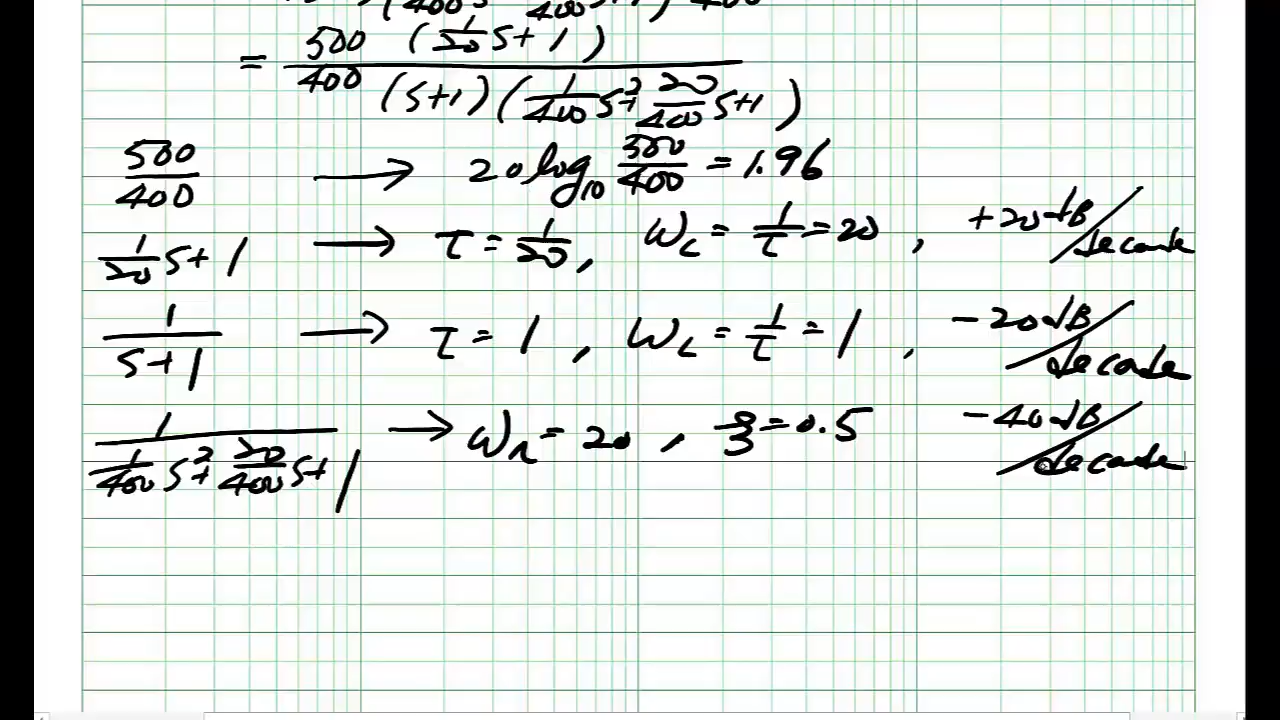 = 500/400 (1/20 s+1) / (s+1)(1/400 s²+20/400 s+1)
500/400 → 20 log₁₀ 500/400 = 1.96
1/20 s+1 → τ = 1/20, ωc = 1/τ = 20, +20dB/decade
1/(s+1) → τ = 1, ωc = 1/τ = 1, -20dB/decade
1/(1/400 s²+20/400 s+1) → ωn = 20, ζ = 0.5 -40dB/decade